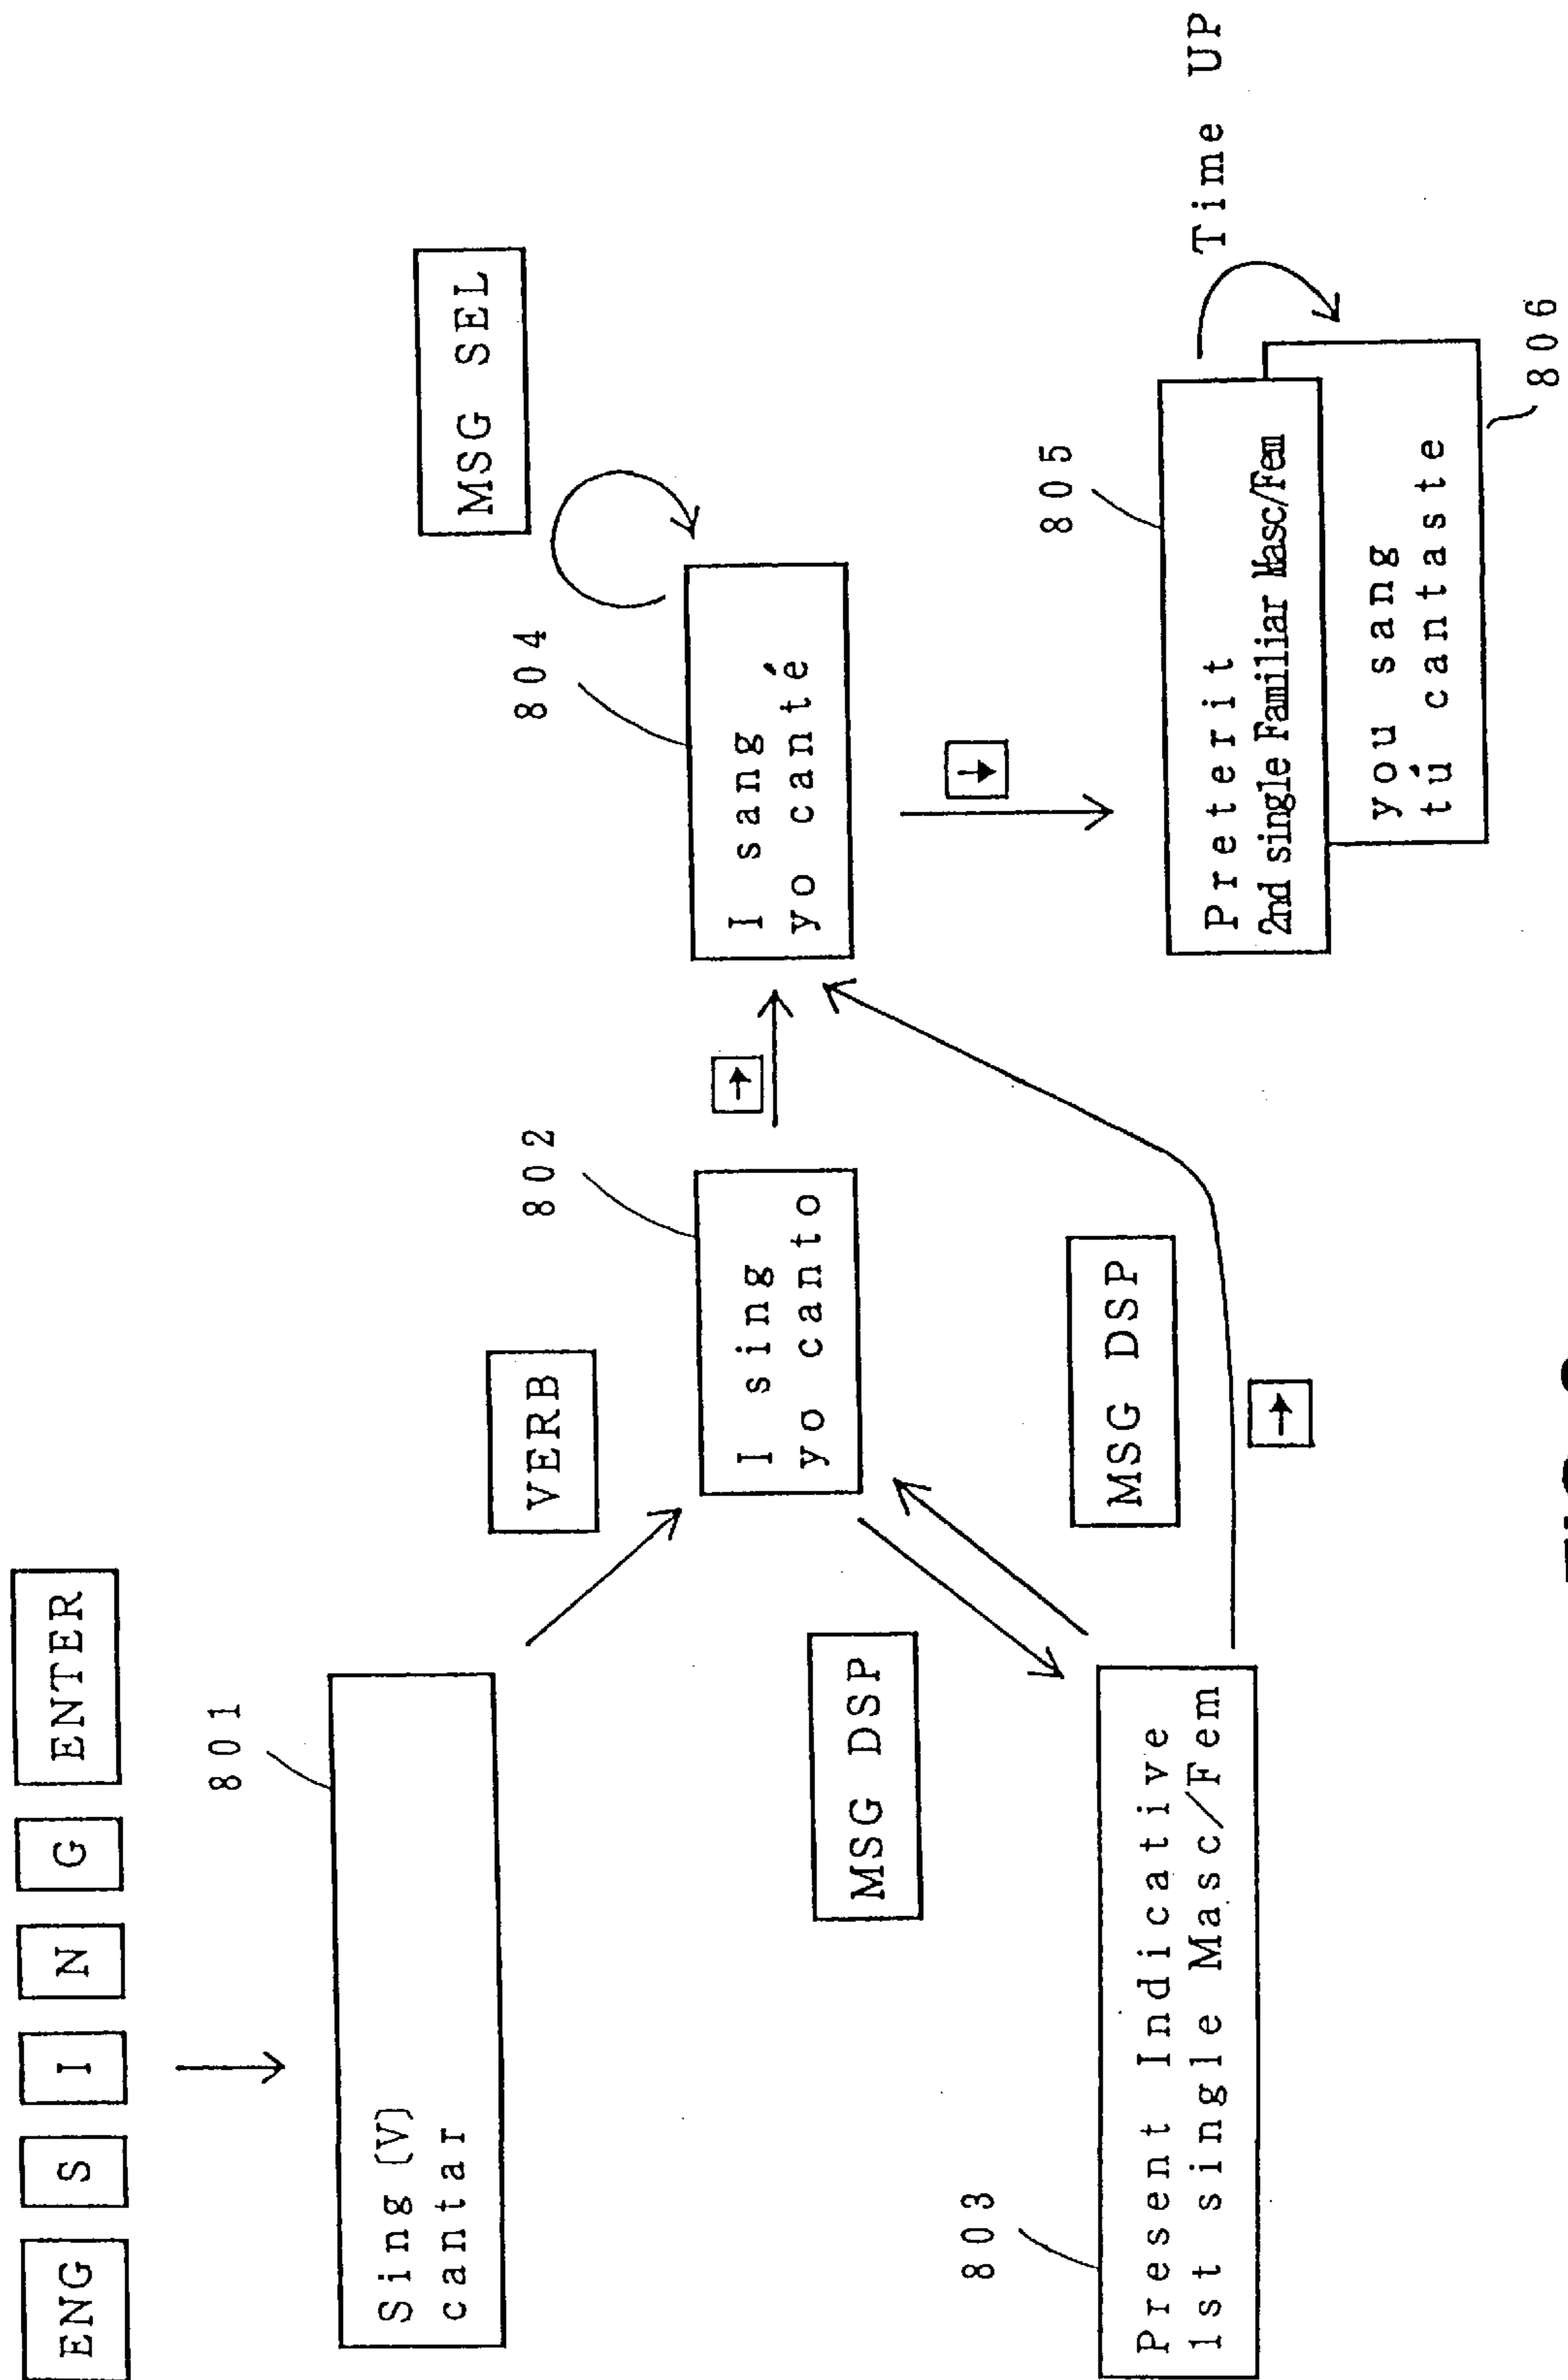 ENG S I N G ENTER
801
Sing (V)
cantar
VERB
MSG SEL
802
I sing
yo canto
→
804
I sang
yo canté
MSG DSP
MSG DSP
↓
803
Present Indicative
1st single Masc/Fem
→
805
Preterit
2nd single Familiar Masc/Fem
Time UP
you sang
tú cantaste
806